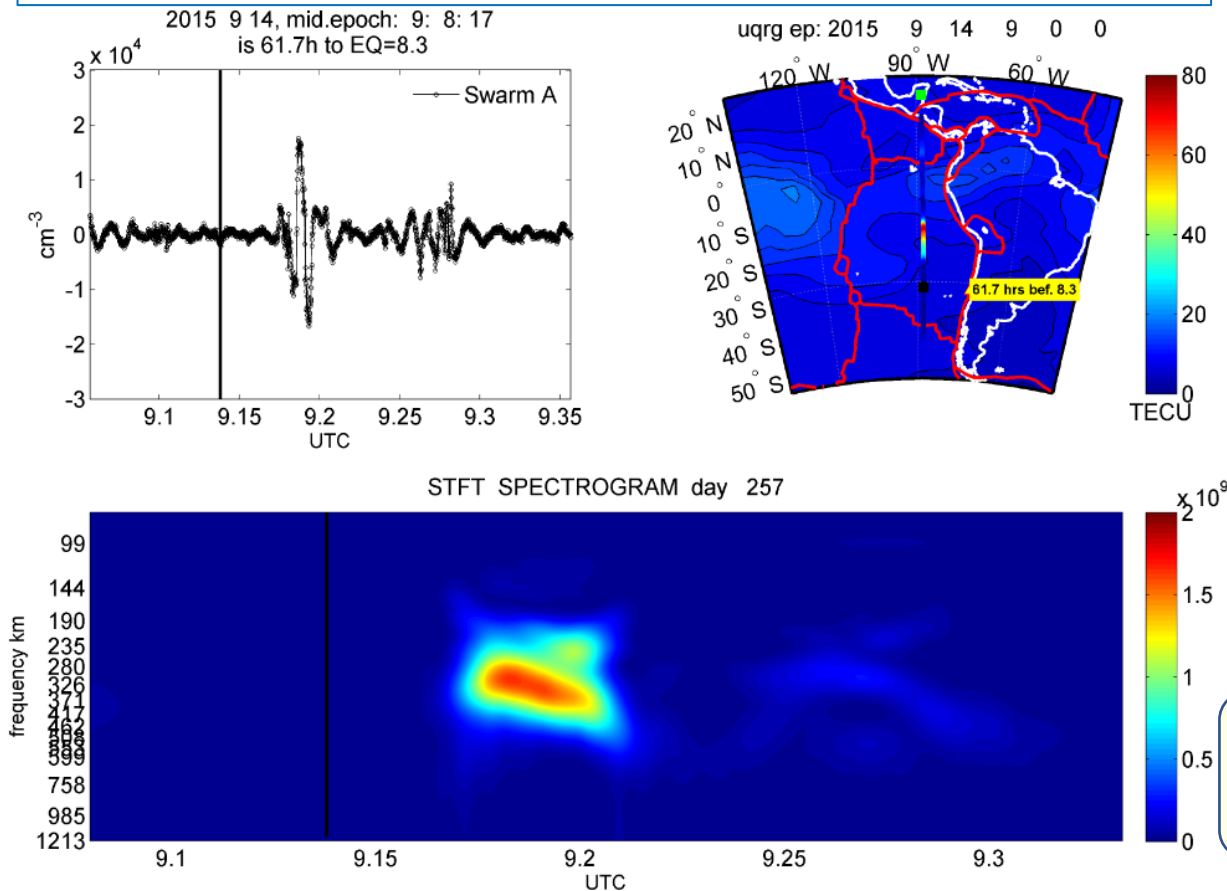 2015 9 14, mid.epoch: 9: 8: 17
is 61.7h to EQ=8.3
x 10^4
3
2
1
0
-1
-2
-3
cm^-3
Swarm A
9.1 9.15 9.2 9.25 9.3 9.35
UTC
uqrg ep: 2015 9 14 9 0 0
120° W 90° W 60° W
20° N
10° N
0°
10° S
20° S
30° S
40° S
50° S
61.7 hrs bef. 8.3
80
60
40
20
0
TECU
STFT SPECTROGRAM day 257
frequency km
99
144
190
235
280
326
371
417
462
599
758
985
1213
9.1 9.15 9.2 9.25 9.3
UTC
x 10^9
2
1.5
1
0.5
0